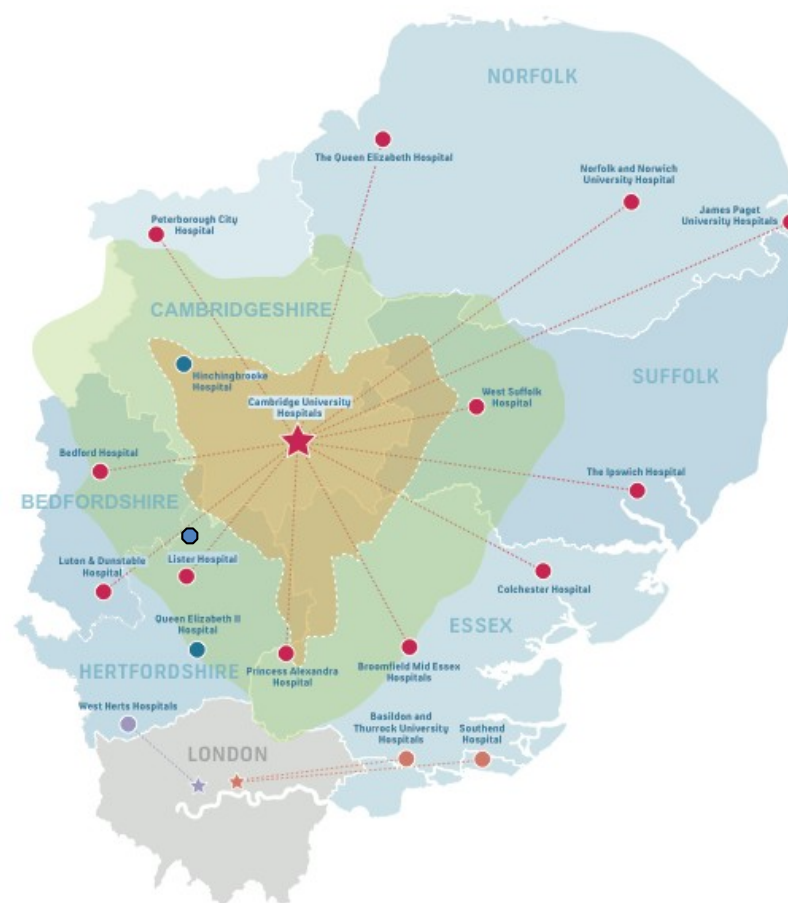 NORFOLK
The Queen Elizabeth Hospital
Norfolk and Norwich
University Hospital
James Paget
University Hospitals
Peterborough City
Hospital
CAMBRIDGESHIRE
Hinchingbrooke
Hospital
SUFFOLK
Cambridge University
Hospitals
West Suffolk
Hospital
Bedford Hospital
The Ipswich Hospital
BEDFORDSHIRE
Luton & Dunstable
Hospital
Lister Hospital
Colchester Hospital
Queen Elizabeth II
Hospital
ESSEX
HERTFORDSHIRE
Princess Alexandra
Hospital
Broomfield Mid Essex
Hospitals
West Herts Hospitals
Basildon and
Thurrock University
Hospitals
Southend
Hospital
LONDON